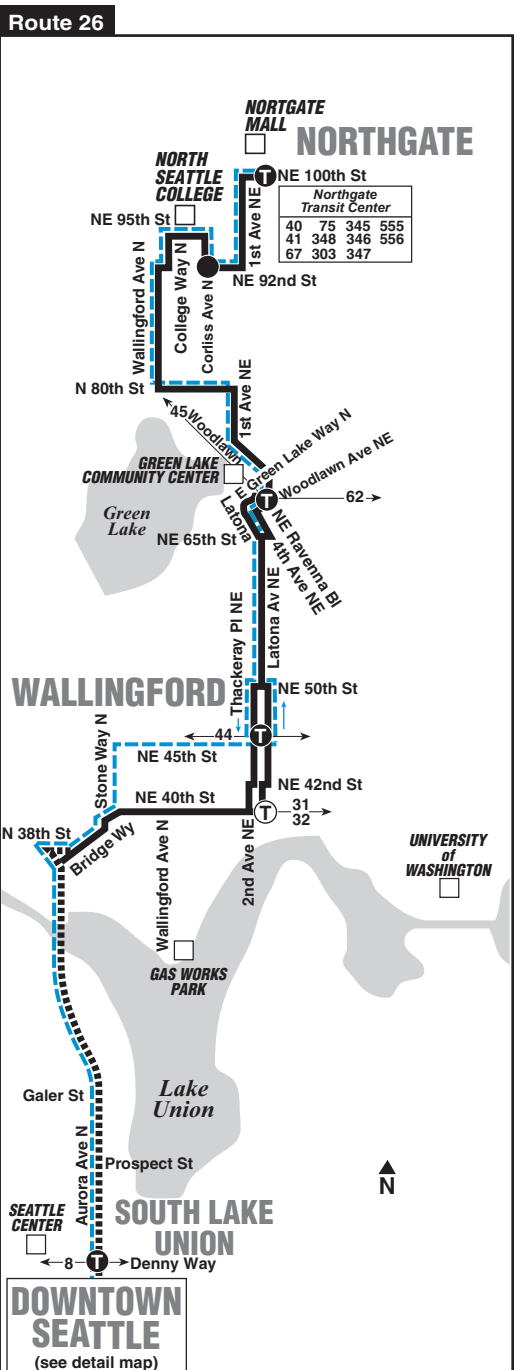 Route 26
NORTGATE
MALL
NORTHGATE
NORTH
SEATTLE
COLLEGE
T
NE 100th St
Northgate
Transit Center
40 75 345 555
41 348 346 556
67 303 347
NE 95th St
1st Ave NE
Wallingford Ave N
College Way N
Corliss Ave N
NE 92nd St
N 80th St
1st Ave NE
45
Woodlawn
E Green Lake Way N
Woodlawn Ave NE
GREEN LAKE
COMMUNITY CENTER
Green
Lake
T
62
Latona
NE Ravenna Bl
4th Ave NE
NE 65th St
Thackeray Pl NE
Latona Av NE
WALLINGFORD
NE 50th St
Stone Way N
44
T
NE 45th St
NE 42nd St
NE 40th St
T
31
32
N 38th St
Bridge Wy
Wallingford Ave N
2nd Ave NE
UNIVERSITY
of
WASHINGTON
GAS WORKS
PARK
Galer St
Lake
Union
Aurora Ave N
Prospect St
N
SEATTLE
CENTER
SOUTH LAKE
UNION
8
T
Denny Way
DOWNTOWN
SEATTLE
(see detail map)